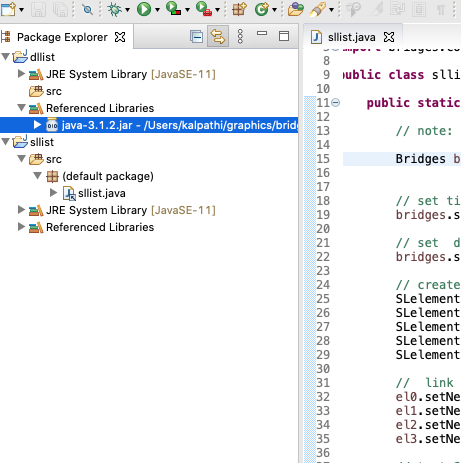 Package Explorer
dllist
JRE System Library [JavaSE-11]
src
Referenced Libraries
java-3.1.2.jar - /Users/kalpathi/graphics/brid
sllist
src
(default package)
sllist.java
JRE System Library [JavaSE-11]
Referenced Libraries
sllist.java
8
9 public class slli
10
11 public static
12
13 // note:
14
15 Bridges b
16
17
18 // set ti
19 bridges.s
20
21 // set d
22 bridges.s
23
24 // create
25 SLelement
26 SLelement
27 SLelement
28 SLelement
29 SLelement
30
31 // link
32 el0.setNe
33 el1.setNe
34 el2.setNe
35 el3.setNe
36